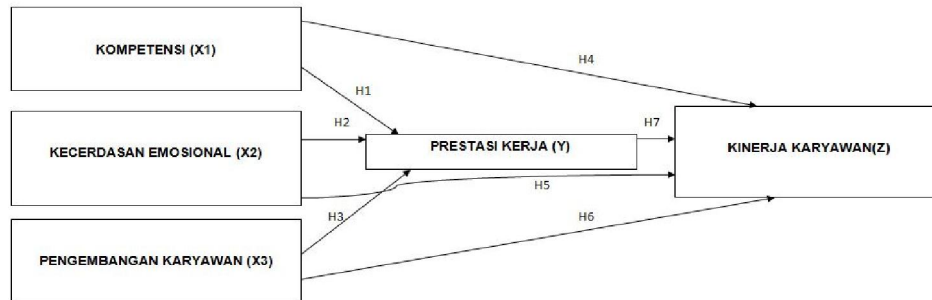 KOMPETENSI (X1)
H4
H1
H2
H7
PRESTASI KERJA (Y)
KECERDASAN EMOSIONAL (X2)
KINERJA KARYAWAN(Z)
H5
H3
H6
PENGEMBANGAN KARYAWAN (X3)